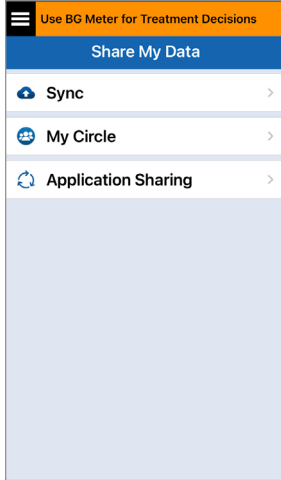 Use BG Meter for Treatment Decisions
Share My Data
Sync
My Circle
Application Sharing